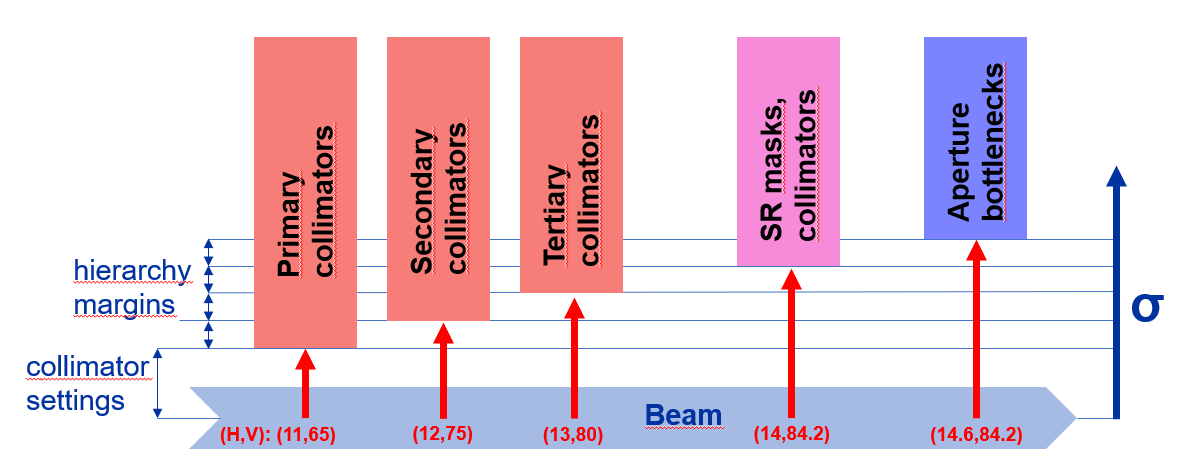 Primary
collimators
Secondary
collimators
Tertiary
collimators
SR masks,
collimators
Aperture
bottlenecks
hierarchy
margins
collimator
settings
σ
Beam
(H,V): (11,65)
(12,75)
(13,80)
(14,84.2)
(14.6,84.2)